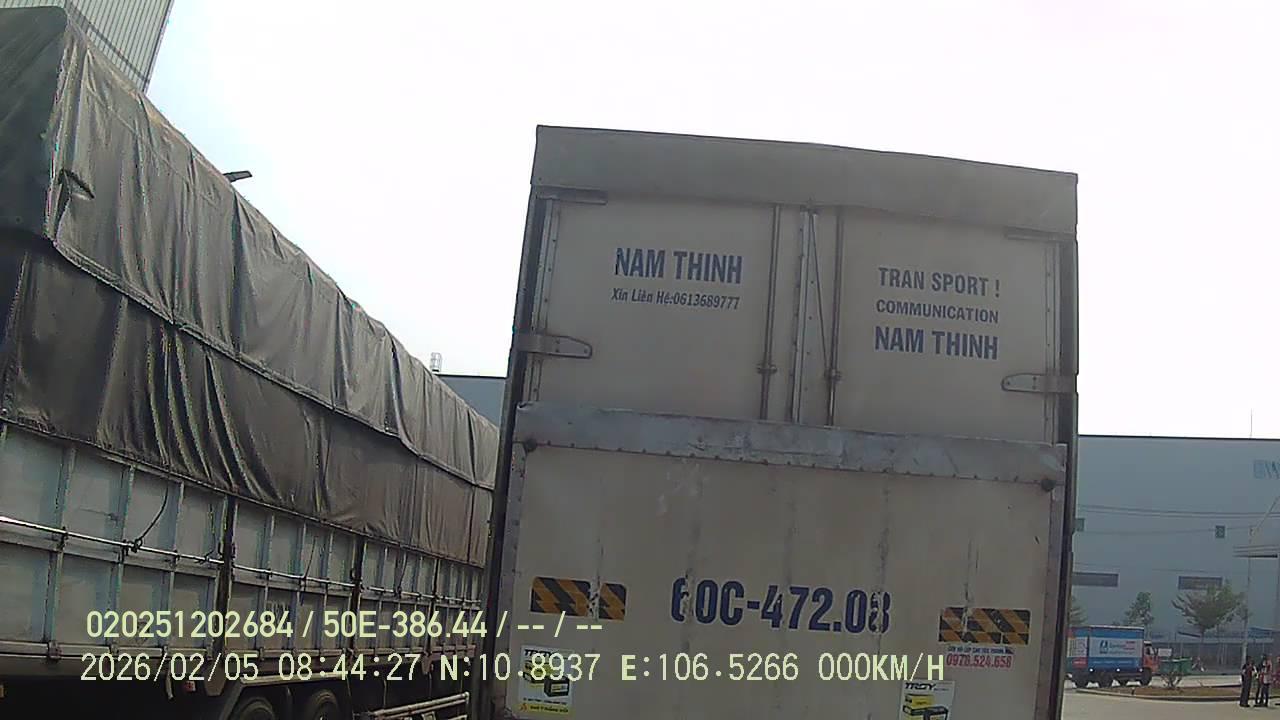 NAM THINH
Xin Liên Hệ:0613689777
TRAN SPORT !
COMMUNICATION
NAM THINH
60C-472.08
0978.524.658
TROY
020251202684 / 50E-386.44 / -- / --
2026/02/05 08:44:27 N:10.8937 E:106.5266 000KM/H